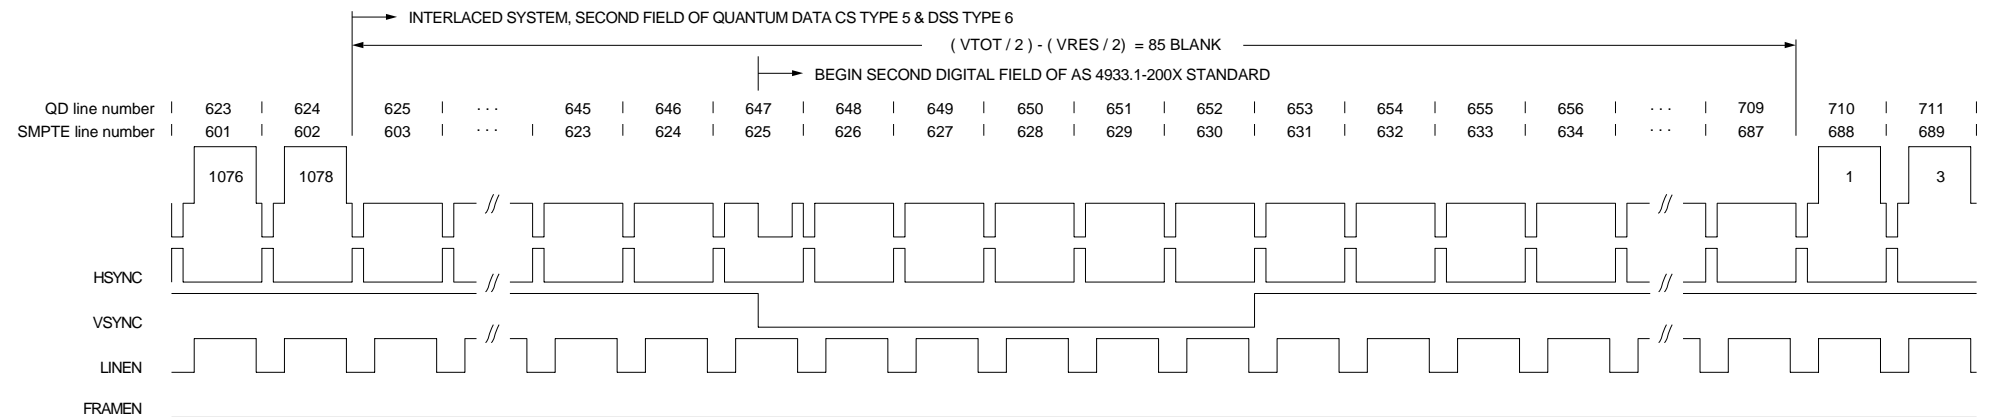 INTERLACED SYSTEM, SECOND FIELD OF QUANTUM DATA CS TYPE 5 & DSS TYPE 6
( VTOT / 2 ) - ( VRES / 2) = 85 BLANK
BEGIN SECOND DIGITAL FIELD OF AS 4933.1-200X STANDARD
QD line number 623 624 625 · · · 645 646 647 648 649 650 651 652 653 654 655 656 · · · 709 710 711
SMPTE line number 601 602 603 · · · 623 624 625 626 627 628 629 630 631 632 633 634 · · · 687 688 689
1076 1078 1 3
HSYNC
VSYNC
LINEN
FRAMEN